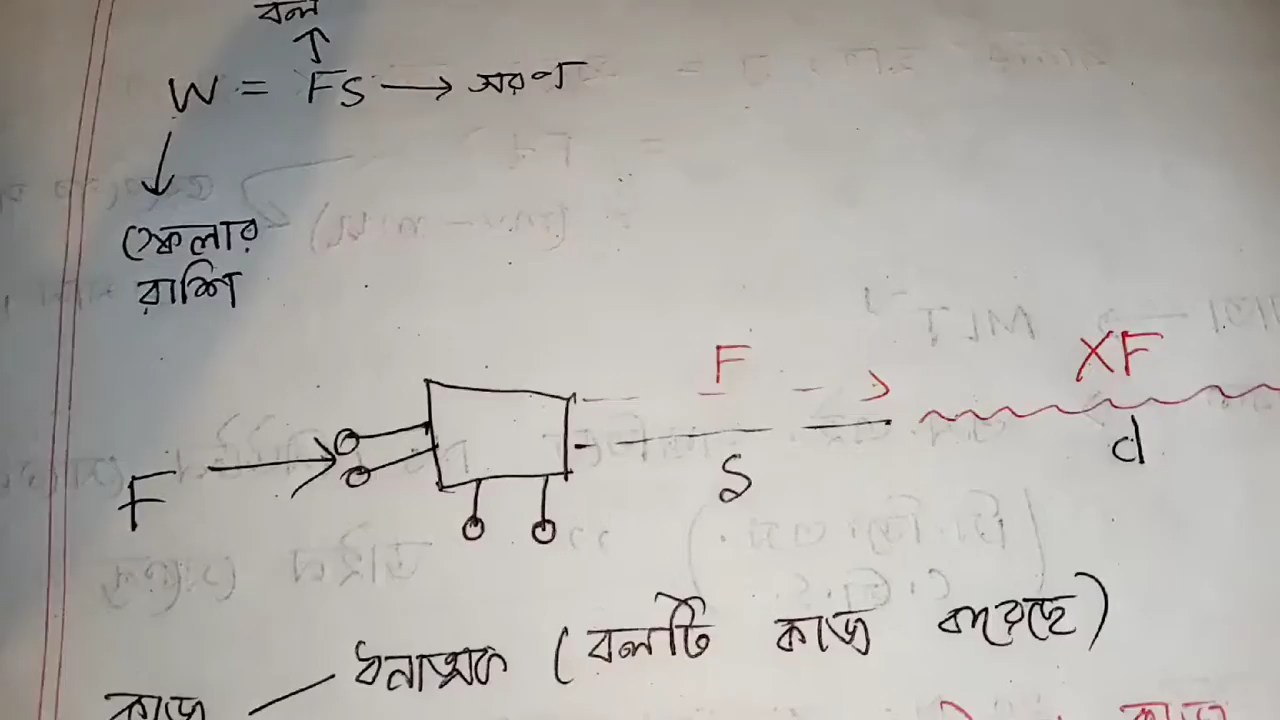 বল
W = FS → সরণ
স্কেলার
রাশি
F
XF
F
S
d
ধনাত্মক (বলটি কাজ করেছে)
কাজ
কাজ